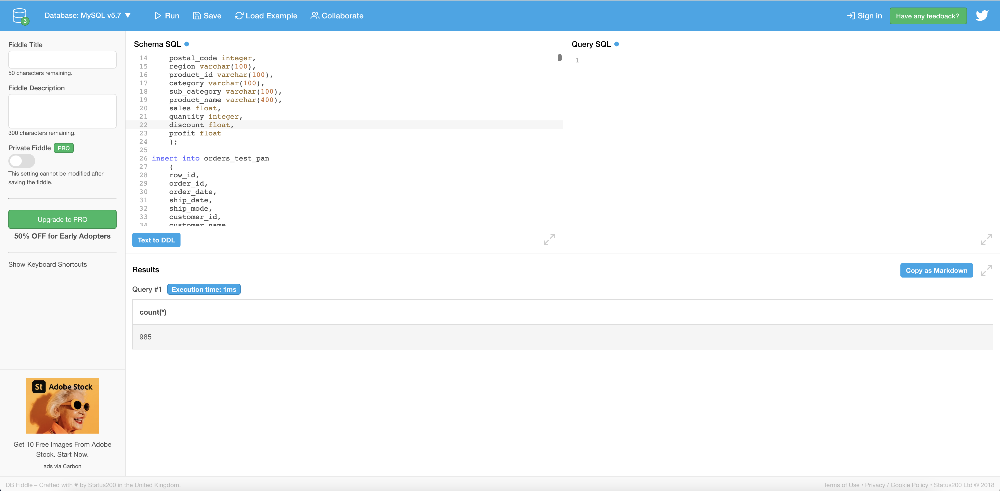 3
Database: MySQL v5.7 ▼
Run
Save
Load Example
Collaborate
Sign in
Have any feedback?
Fiddle Title
50 characters remaining.
Fiddle Description
300 characters remaining.
Private Fiddle PRO
This setting cannot be modified after
saving the fiddle.
Upgrade to PRO
50% OFF for Early Adopters
Show Keyboard Shortcuts
St Adobe Stock
Get 10 Free Images From Adobe
Stock. Start Now.
ads via Carbon
Schema SQL
14 postal_code integer,
15 region varchar(100),
16 product_id varchar(100),
17 category varchar(100),
18 sub_category varchar(100),
19 product_name varchar(400),
20 sales float,
21 quantity integer,
22 discount float,
23 profit float
24 );
25
26 insert into orders_test_pan
27 (
28 row_id,
29 order_id,
30 order_date,
31 ship_date,
32 ship_mode,
33 customer_id,
34 customer_name
Text to DDL
Query SQL
1
Results
Copy as Markdown
Query #1 Execution time: 1ms
count(*)
985
DB Fiddle – Crafted with ♥ by Status200 in the United Kingdom.
Terms of Use • Privacy / Cookie Policy • Status200 Ltd © 2018